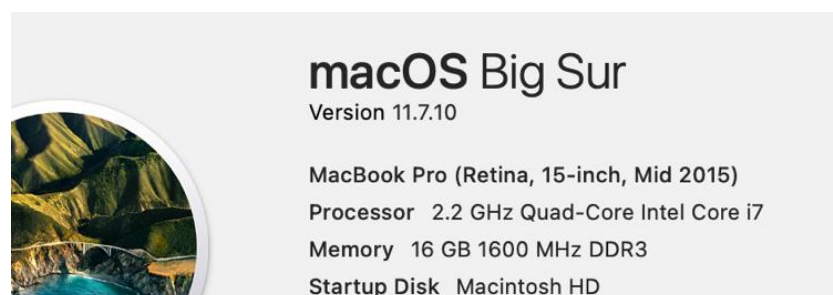 macOS Big Sur
Version 11.7.10
MacBook Pro (Retina, 15-inch, Mid 2015)
Processor 2.2 GHz Quad-Core Intel Core i7
Memory 16 GB 1600 MHz DDR3
Startup Disk Macintosh HD